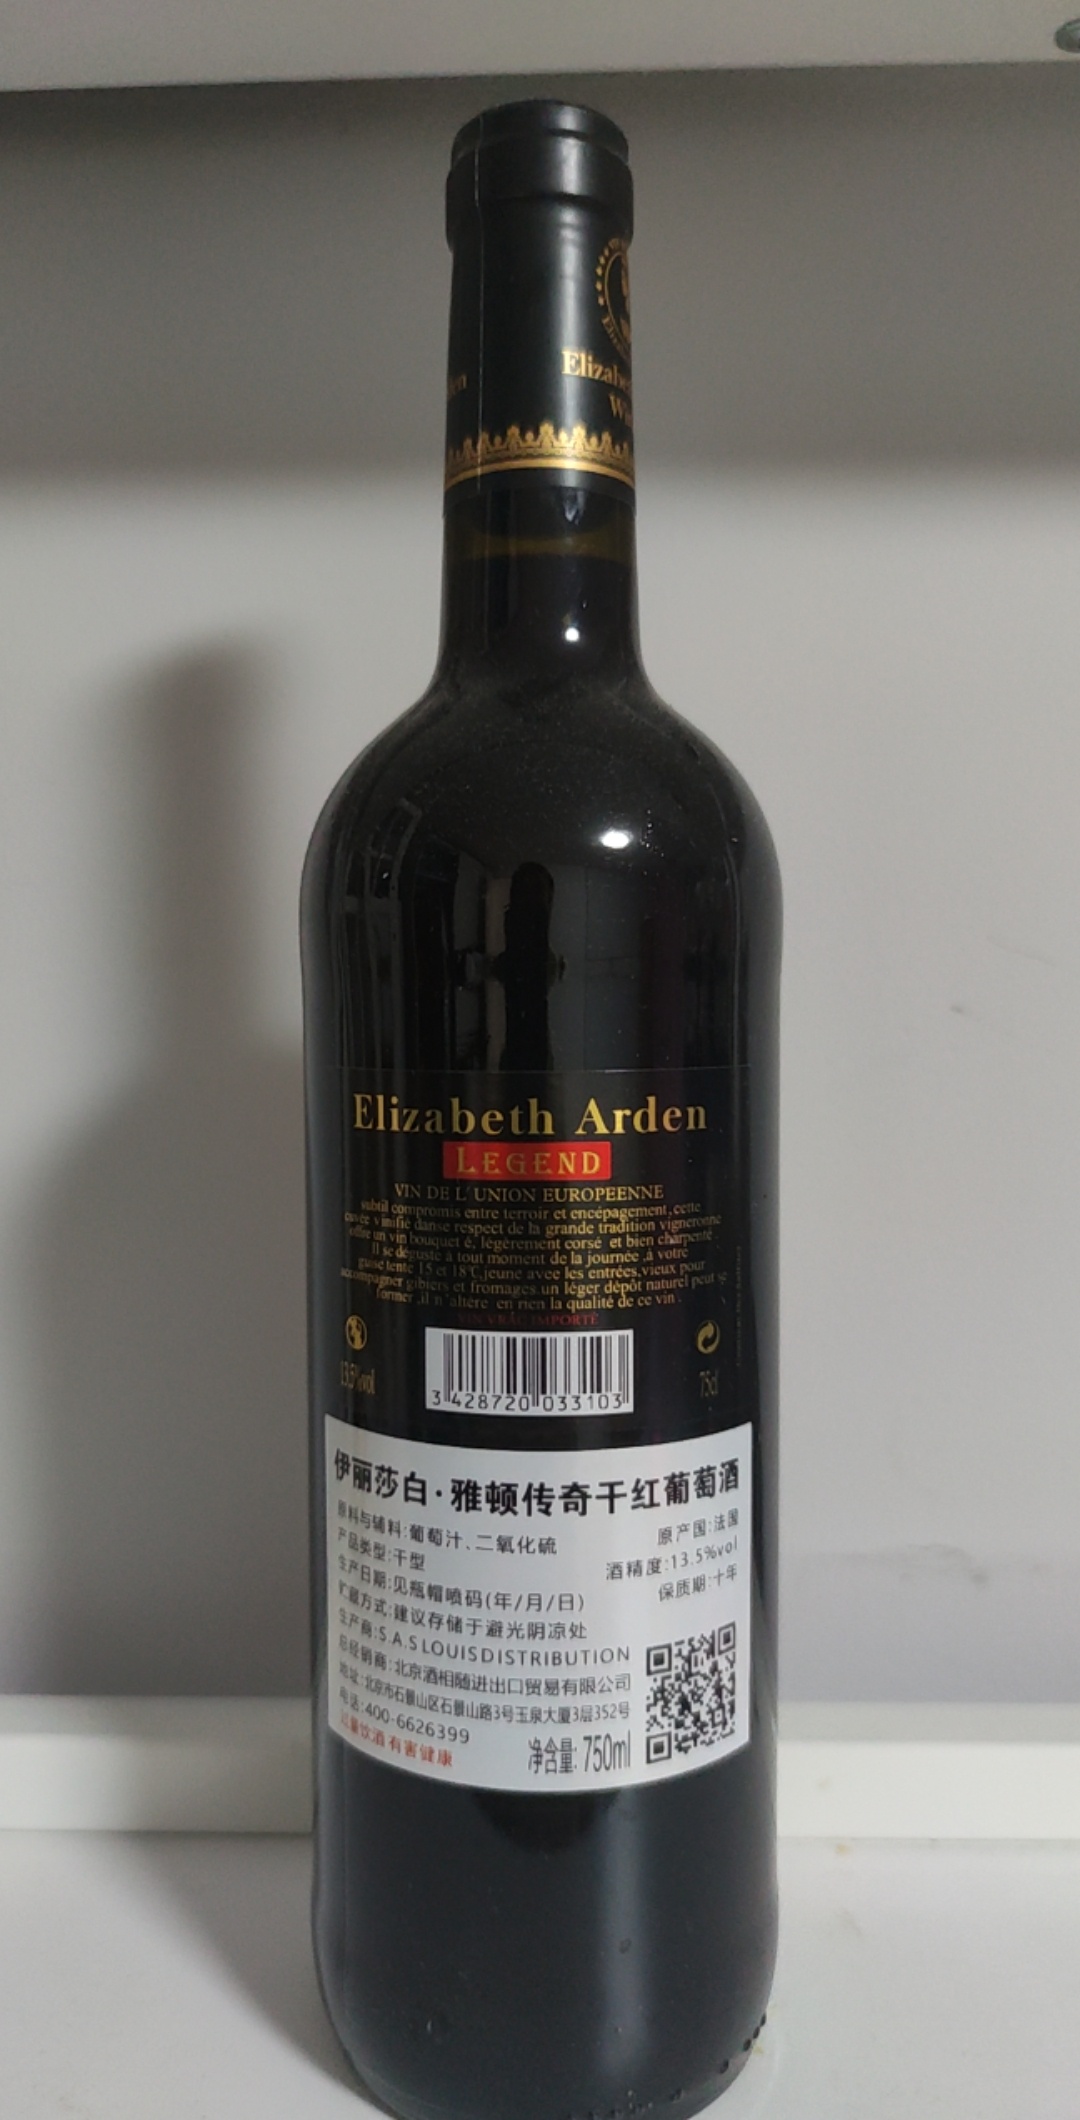 Elizabeth Arden
LEGEND
VIN DE L'UNION EUROPEENNE
subtil compromis entre terroir et encépagement,cette
cuvée vinifié danse respect de la grande tradition vigneronne
offre un vin bouquet é, légèrement corsé et bien charpenté.
Il se déguste à tout moment de la journée ,à votre
guise tente 15 et 18℃,jeune avec les entrées,vieux pour
accompagner gibiers et fromages.un léger dépôt naturel peut se
former ,il n'altère en rien la qualité de ce vin .
VIN VRAC IMPORTÉ
13.5%vol
75cl
3 428720 033103
伊丽莎白·雅顿传奇干红葡萄酒
原料与辅料:葡萄汁、二氧化硫
原产国:法国
产品类型:干型
酒精度:13.5%vol
生产日期:见瓶帽喷码(年/月/日)
保质期:十年
贮藏方式:建议存储于避光阴凉处
生产商:S.A.S LOUISDISTRIBUTION
总经销商:北京酒相随进出口贸易有限公司
地址:北京市石景山区石景山路3号玉泉大厦3层352号
电话:400-6626399
过量饮酒 有害健康
净含量: 750ml